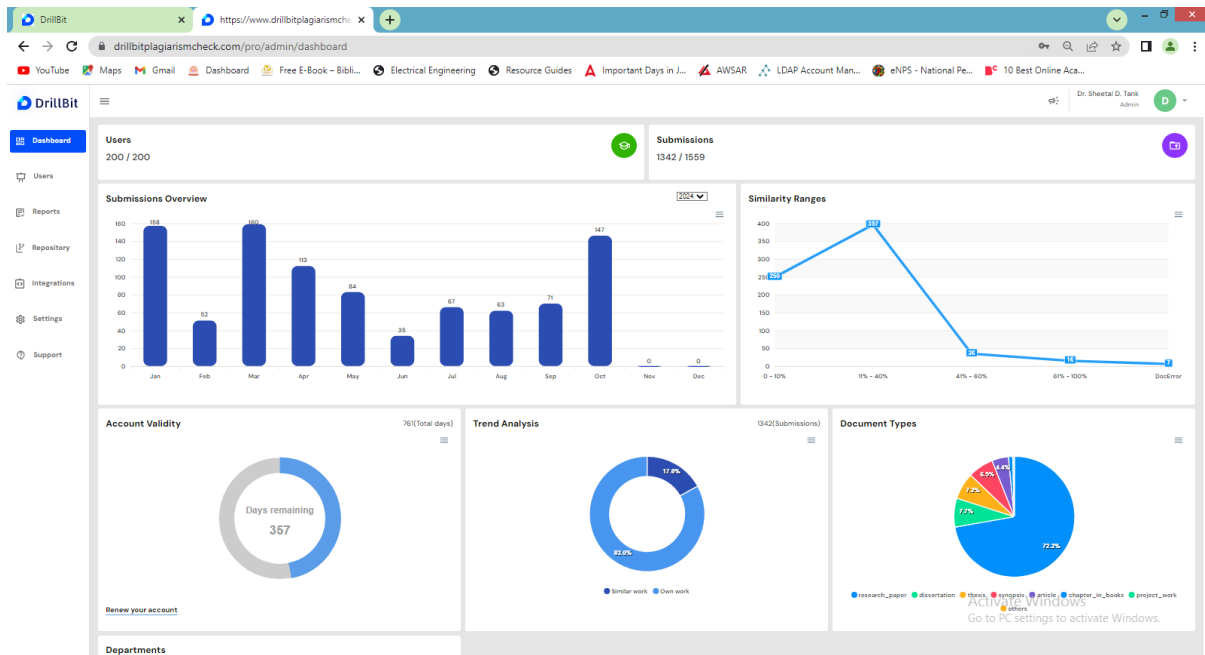 DrillBit
https://www.drillbitplagiarismche
drillbitplagiarismcheck.com/pro/admin/dashboard
YouTube Maps Gmail Dashboard Free E-Book – Bibli... Electrical Engineering Resource Guides Important Days in J... AWSAR LDAP Account Man... eNPS - National Pe... 10 Best Online Aca...
DrillBit
Dr. Sheetal D. Tank
Admin
D
Dashboard
Users
Reports
Repository
Integrations
Settings
Support
Users
200 / 200
Submissions
1342 / 1559
Submissions Overview
2024
160
140
120
100
80
60
40
20
0
158
52
160
113
84
35
67
63
71
147
0
0
Jan Feb Mar Apr May Jun Jul Aug Sep Oct Nov Dec
Similarity Ranges
400
350
300
250
200
150
100
50
0
397
36
16
7
0 - 10% 11% - 40% 41% - 60% 61% - 100% DocError
Account Validity
761(Total days)
Days remaining
357
Renew your account
Trend Analysis
1342(Submissions)
17.0%
83.0%
Similar work Own work
Document Types
4.4%
7.7%
72.2%
research_paper dissertation thesis synopsis article chapter_in_books project_work
others
Activate Windows
Go to PC settings to activate Windows.
Departments